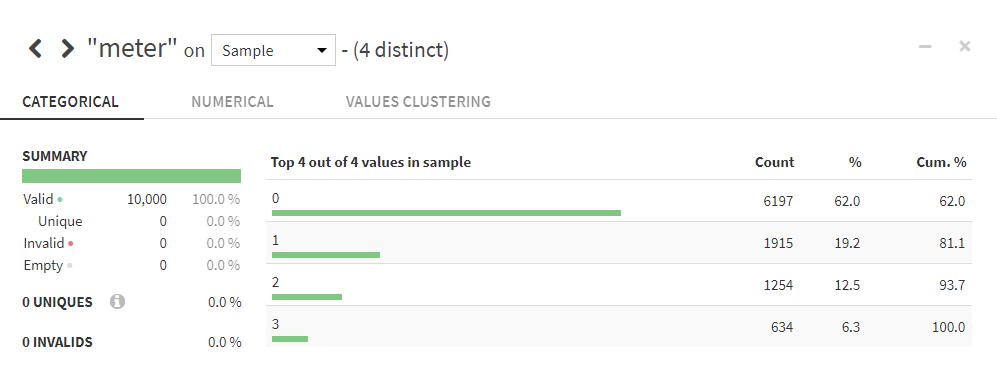 "meter" on Sample - (4 distinct)
CATEGORICAL NUMERICAL VALUES CLUSTERING
SUMMARY
Valid 10,000 100.0 %
Unique 0 0.0 %
Invalid 0 0.0 %
Empty 0 0.0 %
0 UNIQUES 0.0 %
0 INVALIDS 0.0 %
Top 4 out of 4 values in sample Count % Cum. %
0 6197 62.0 62.0
1 1915 19.2 81.1
2 1254 12.5 93.7
3 634 6.3 100.0